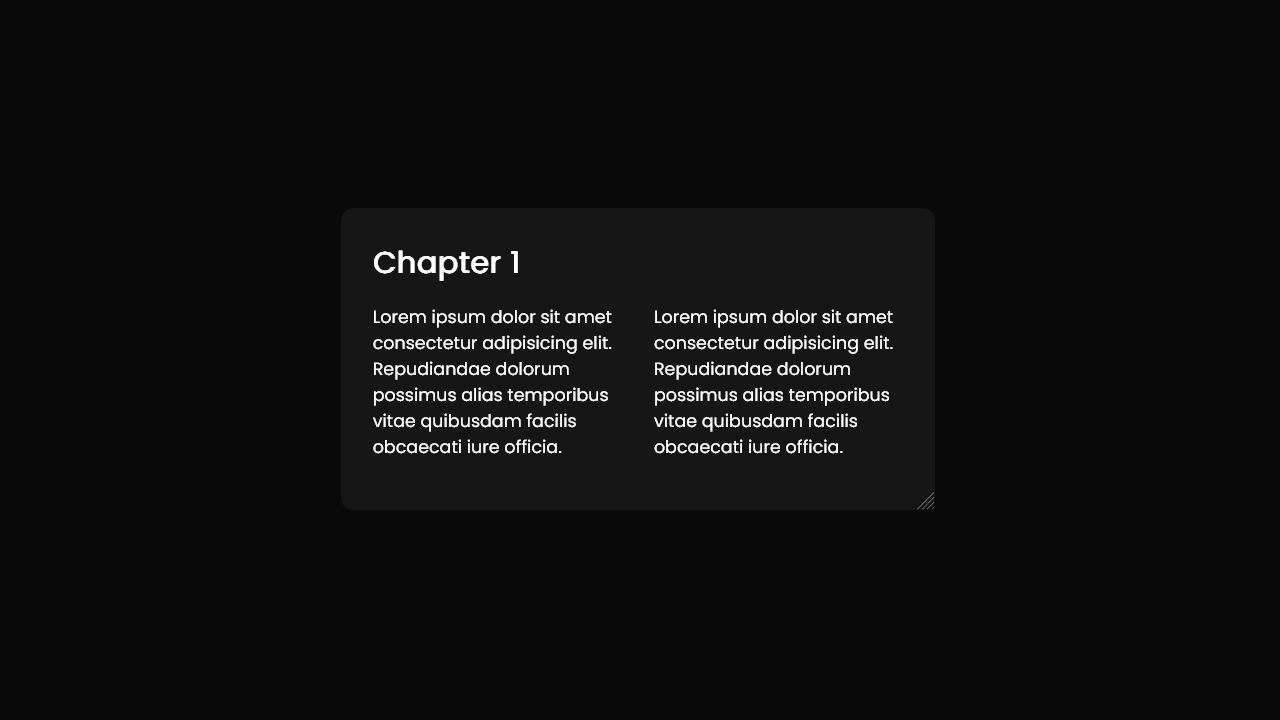 Chapter 1
Lorem ipsum dolor sit amet
consectetur adipisicing elit.
Repudiandae dolorum
possimus alias temporibus
vitae quibusdam facilis
obcaecati iure officia.
Lorem ipsum dolor sit amet
consectetur adipisicing elit.
Repudiandae dolorum
possimus alias temporibus
vitae quibusdam facilis
obcaecati iure officia.